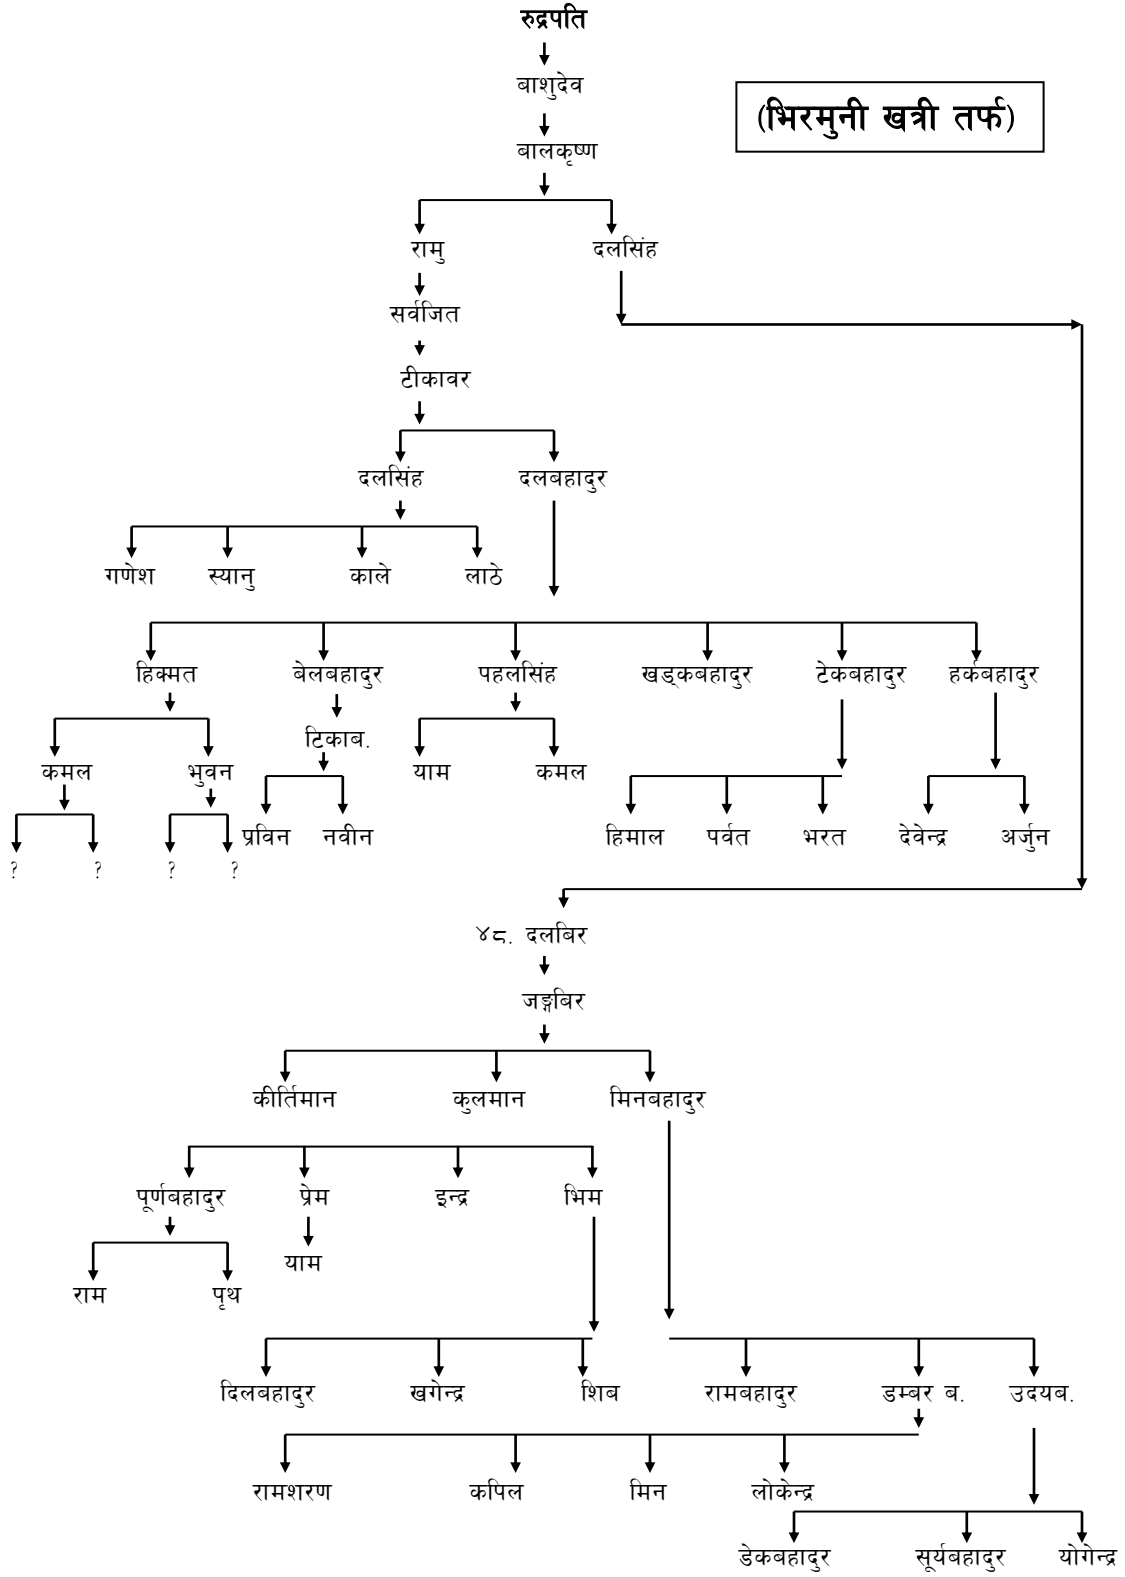 रुद्रपति
बाशुदेव
(भिरमुनी खत्री तर्फ)
बालकृष्ण
रामु दलसिंह
सर्वजित
टीकावर
दलसिंह दलबहादुर
गणेश स्यानु काले लाठे
हिक्मत बेलबहादुर पहलसिंह खड्कबहादुर टेकबहादुर हर्कबहादुर
टिकाब.
कमल भुवन याम कमल
प्रविन नवीन हिमाल पर्वत भरत देवेन्द्र अर्जुन
? ? ? ?
४८. दलबिर
जङ्गबिर
कीर्तिमान कुलमान मिनबहादुर
पूर्णबहादुर प्रेम इन्द्र भिम
याम
राम पृथ
दिलबहादुर खगेन्द्र शिब रामबहादुर डम्बर ब. उदयब.
रामशरण कपिल मिन लोकेन्द्र
डेकबहादुर सूर्यबहादुर योगेन्द्र